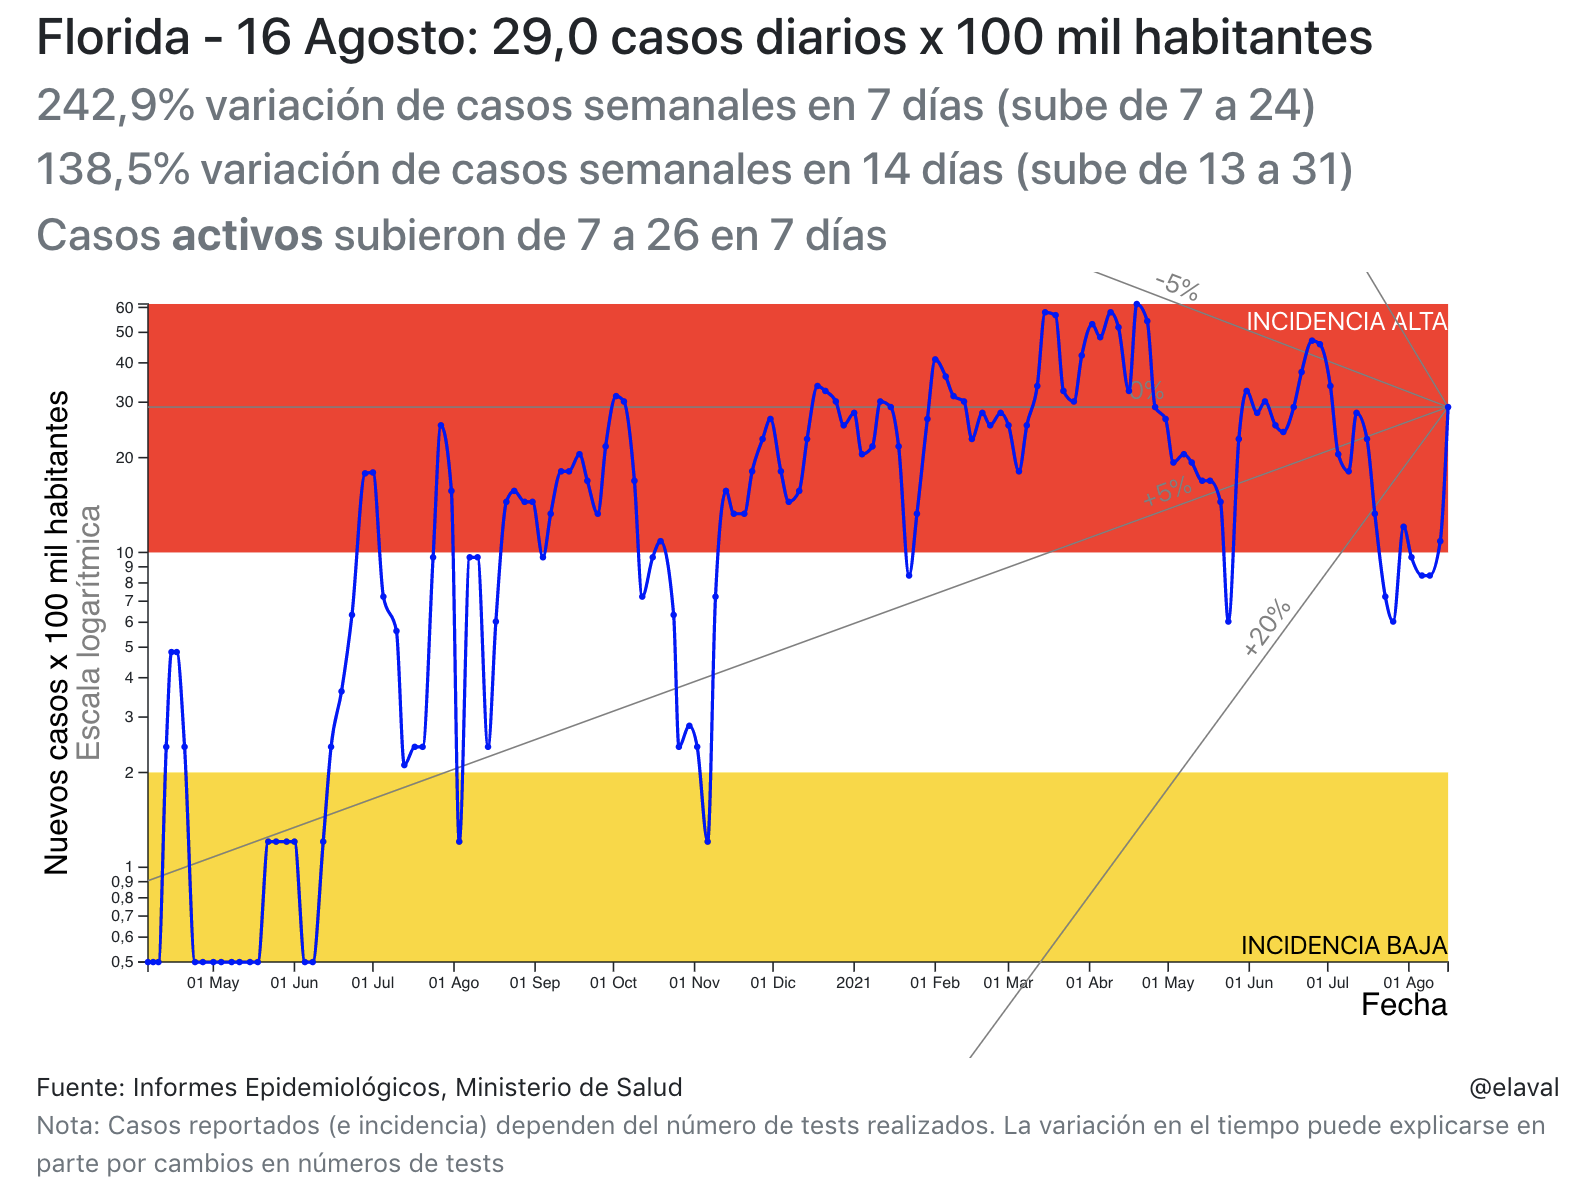 Florida - 16 Agosto: 29,0 casos diarios x 100 mil habitantes
242,9% variación de casos semanales en 7 días (sube de 7 a 24)
138,5% variación de casos semanales en 14 días (sube de 13 a 31)
Casos activos subieron de 7 a 26 en 7 días
-5%
INCIDENCIA ALTA
0%
+5%
+20%
INCIDENCIA BAJA
Nuevos casos x 100 mil habitantes
Escala logarítmica
60
50
40
30
20
10
9
8
7
6
5
4
3
2
1
0,9
0,8
0,7
0,6
0,5
01 May 01 Jun 01 Jul 01 Ago 01 Sep 01 Oct 01 Nov 01 Dic 2021 01 Feb 01 Mar 01 Abr 01 May 01 Jun 01 Jul 01 Ago
Fecha
Fuente: Informes Epidemiológicos, Ministerio de Salud @elaval
Nota: Casos reportados (e incidencia) dependen del número de tests realizados. La variación en el tiempo puede explicarse en
parte por cambios en números de tests